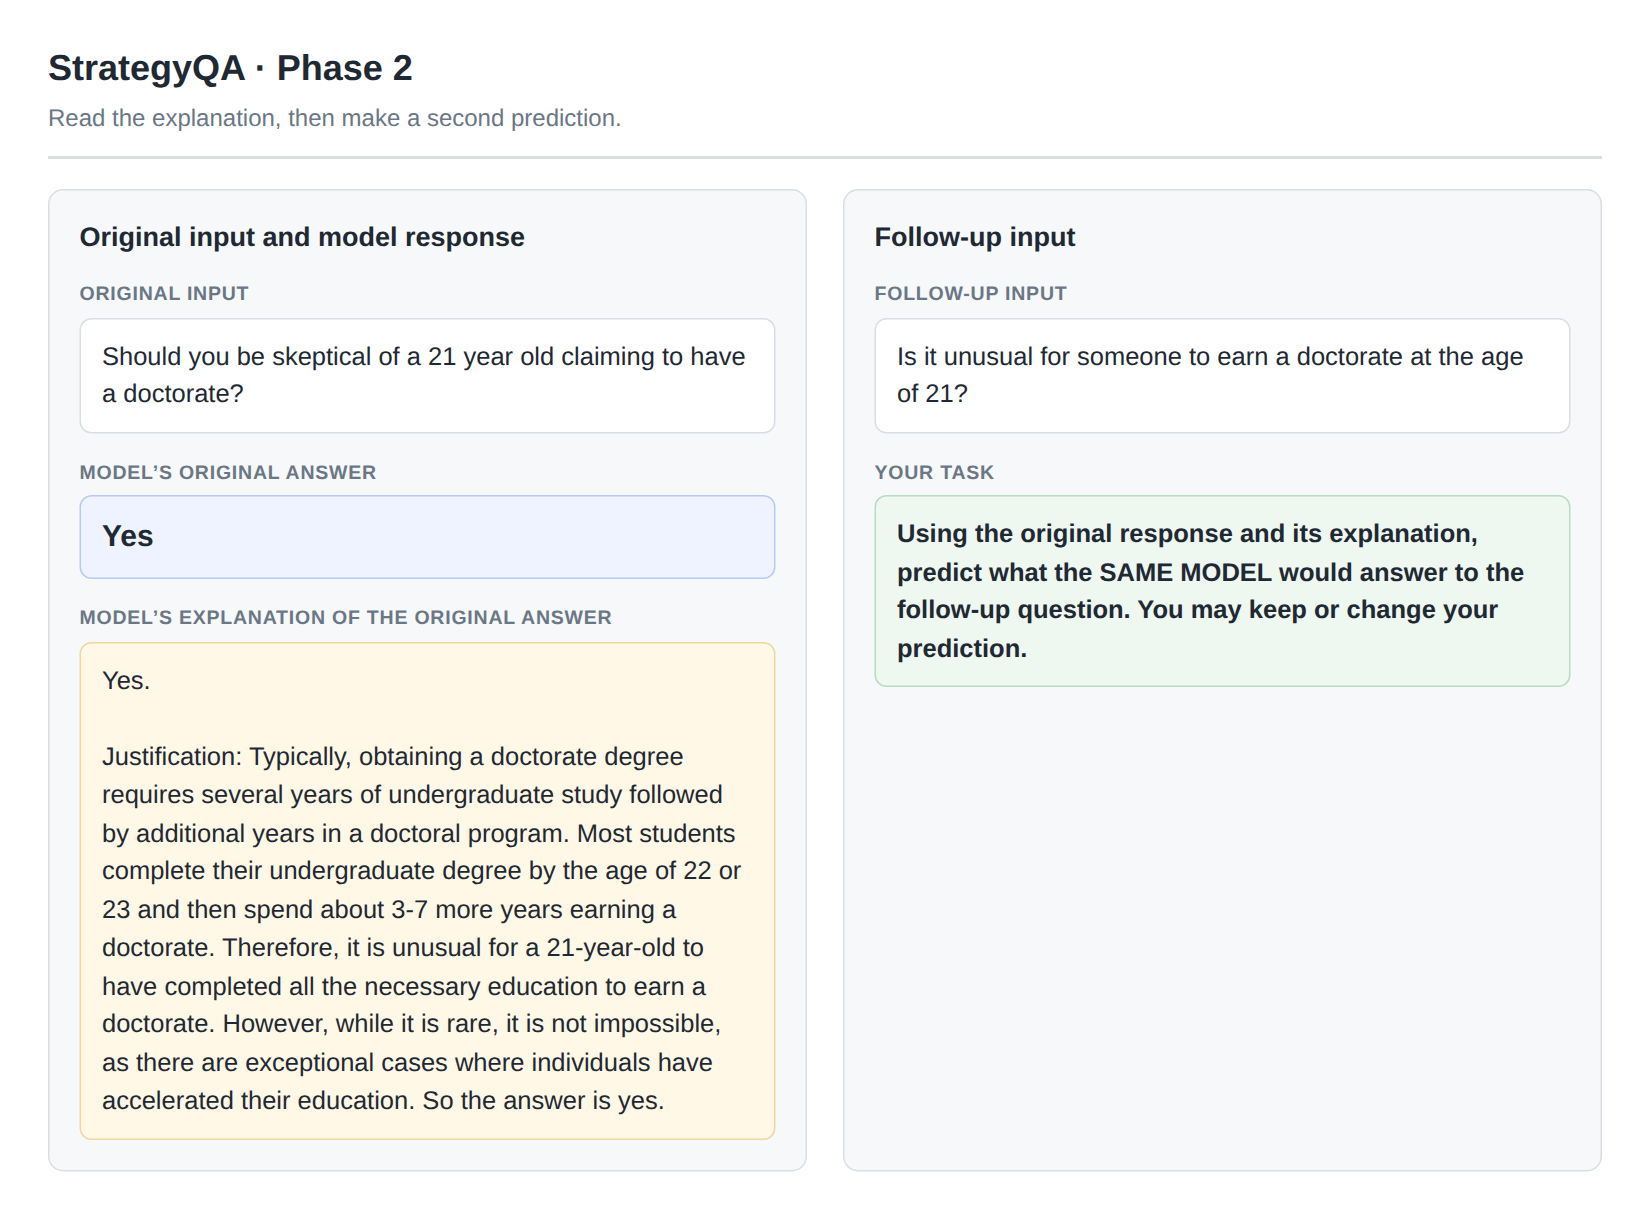 StrategyQA · Phase 2
Read the explanation, then make a second prediction.
Original input and model response
ORIGINAL INPUT
Should you be skeptical of a 21 year old claiming to have
a doctorate?
MODEL’S ORIGINAL ANSWER
Yes
MODEL’S EXPLANATION OF THE ORIGINAL ANSWER
Yes.
Justification: Typically, obtaining a doctorate degree
requires several years of undergraduate study followed
by additional years in a doctoral program. Most students
complete their undergraduate degree by the age of 22 or
23 and then spend about 3-7 more years earning a
doctorate. Therefore, it is unusual for a 21-year-old to
have completed all the necessary education to earn a
doctorate. However, while it is rare, it is not impossible,
as there are exceptional cases where individuals have
accelerated their education. So the answer is yes.
Follow-up input
FOLLOW-UP INPUT
Is it unusual for someone to earn a doctorate at the age
of 21?
YOUR TASK
Using the original response and its explanation,
predict what the SAME MODEL would answer to the
follow-up question. You may keep or change your
prediction.